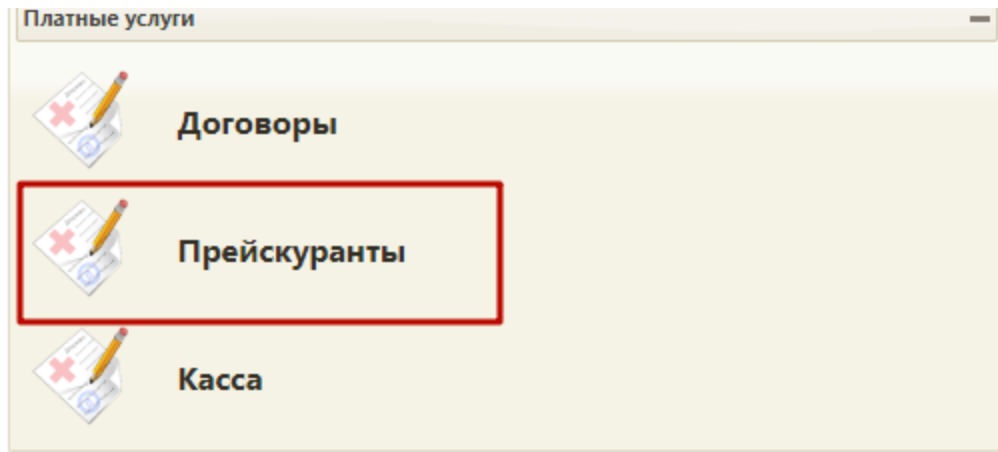 Платные услуги
Договоры
Прейскуранты
Касса